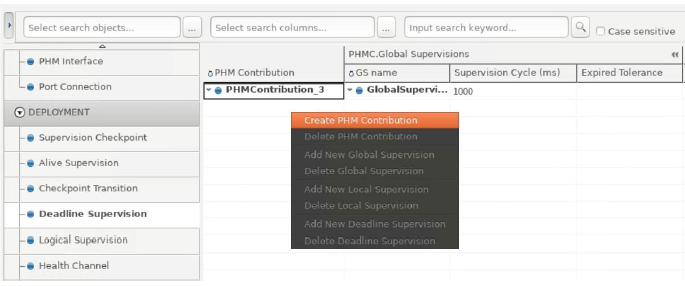 Select search objects...
...
Select search columns...
...
Input search keyword...
Case sensitive
PHM Interface
Port Connection
DEPLOYMENT
Supervision Checkpoint
Alive Supervision
Checkpoint Transition
Deadline Supervision
Logical Supervision
Health Channel
PHMC.Global Supervisions
PHM Contribution
GS name
Supervision Cycle (ms)
Expired Tolerance
PHMContribution_3
GlobalSupervi...
1000
Create PHM Contribution
Delete PHM Contribution
Add New Global Supervision
Delete Global Supervision
Add New Local Supervision
Delete Local Supervision
Add New Deadline Supervision
Delete Deadline Supervision